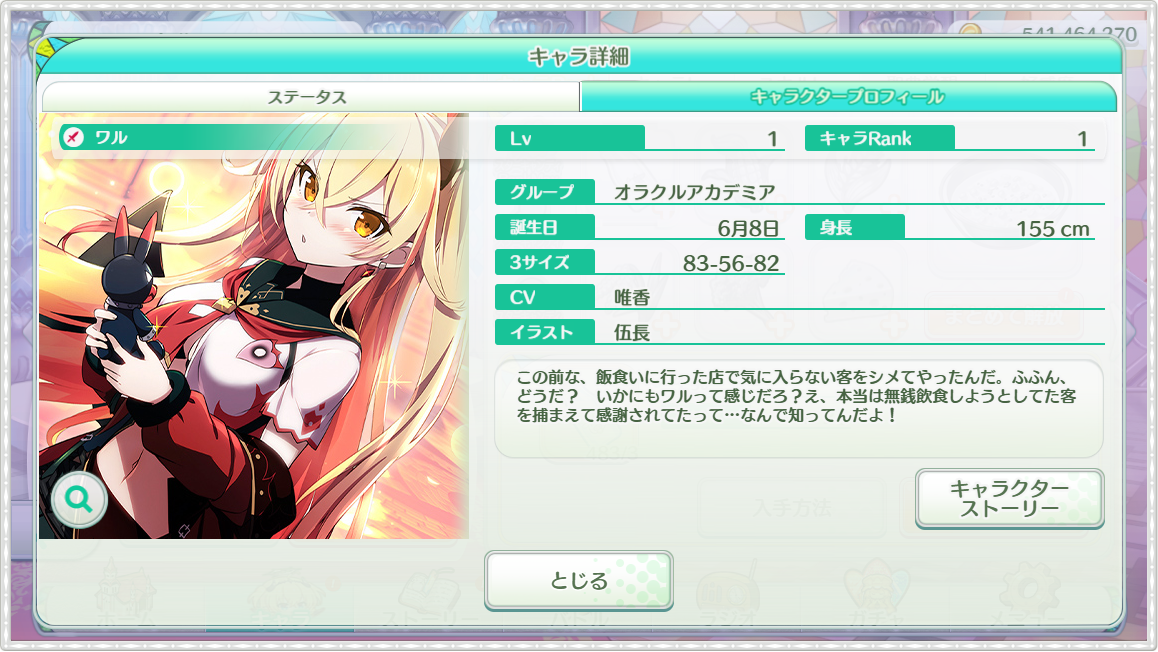 541,464,370
キャラ詳細
ステータス
キャラクタープロフィール
ワル
Lv 1
キャラRank 1
グループ オラクルアカデミア
誕生日 6月8日
身長 155 cm
3サイズ 83-56-82
CV 唯香
イラスト 伍長
この前な、飯食いに行った店で気に入らない客をシメてやったんだ。ふふん、
どうだ？　いかにもワルって感じだろ？え、本当は無銭飲食しようとしてた客
を捕まえて感謝されてたって…なんで知ってんだよ！
入手方法
キャラクター
ストーリー
とじる